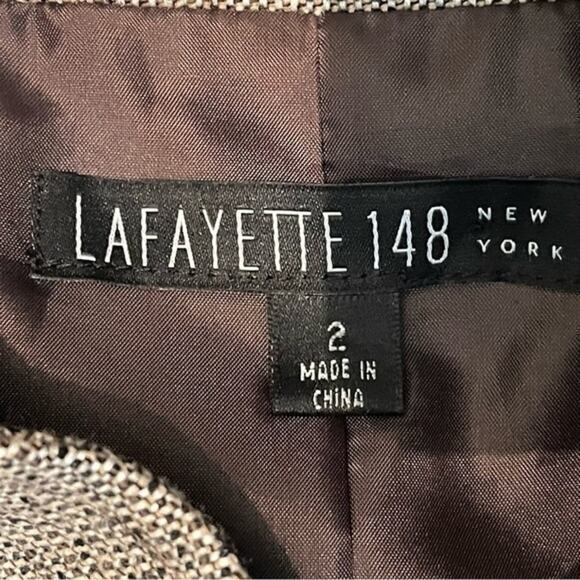 LAFAYETTE 148 NEW YORK
2
MADE IN
CHINA